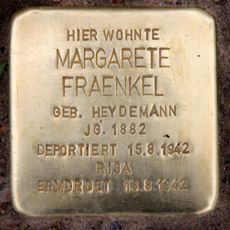 HIER WOHNTE
MARGARETE
FRAENKEL
GEB. HEYDEMANN
JG. 1882
DEPORTIERT 15.8.1942
RIGA
ERMORDET 18.8.1942